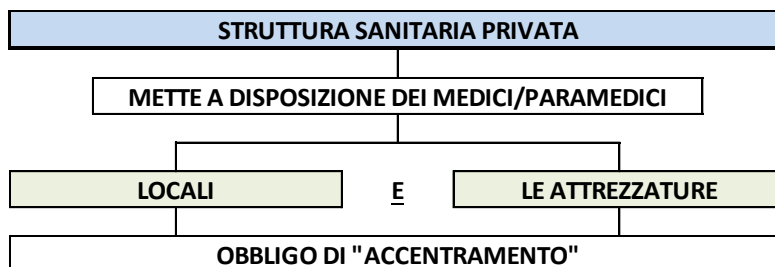 STRUTTURA SANITARIA PRIVATA
METTE A DISPOSIZIONE DEI MEDICI/PARAMEDICI
LOCALI E LE ATTREZZATURE
OBBLIGO DI "ACCENTRAMENTO"